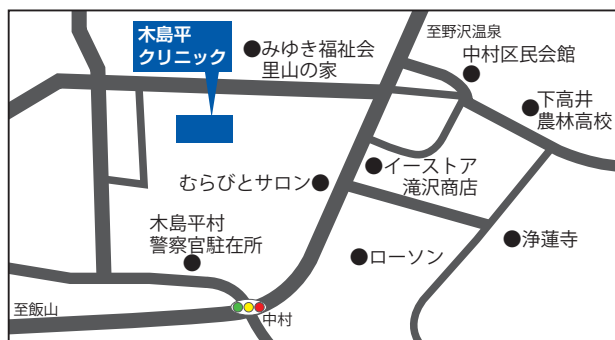 木島平
クリニック
みゆき福祉会
里山の家
至野沢温泉
中村区民会館
下高井
農林高校
むらびとサロン
イーストア
滝沢商店
木島平村
警察官駐在所
ローソン
浄蓮寺
至飯山
中村